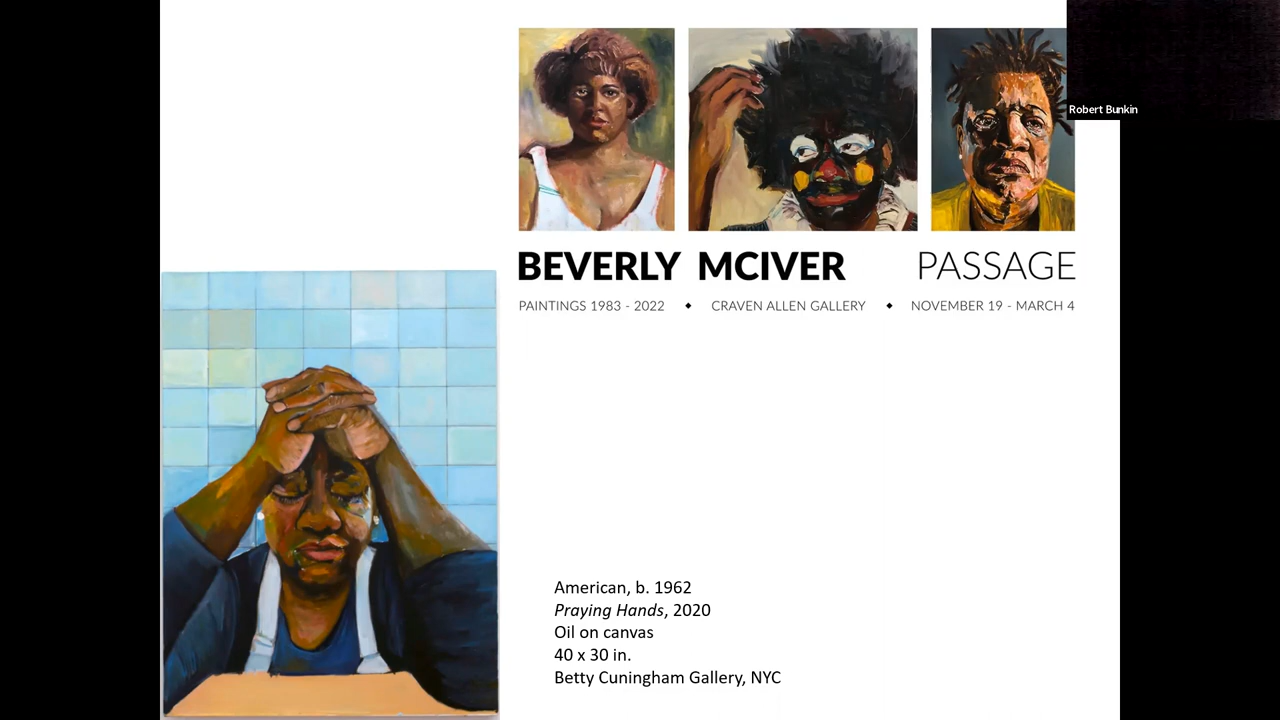 Robert Bunkin
BEVERLY MCIVER PASSAGE
PAINTINGS 1983 - 2022 ◆ CRAVEN ALLEN GALLERY ◆ NOVEMBER 19 - MARCH 4
American, b. 1962
Praying Hands, 2020
Oil on canvas
40 x 30 in.
Betty Cuningham Gallery, NYC